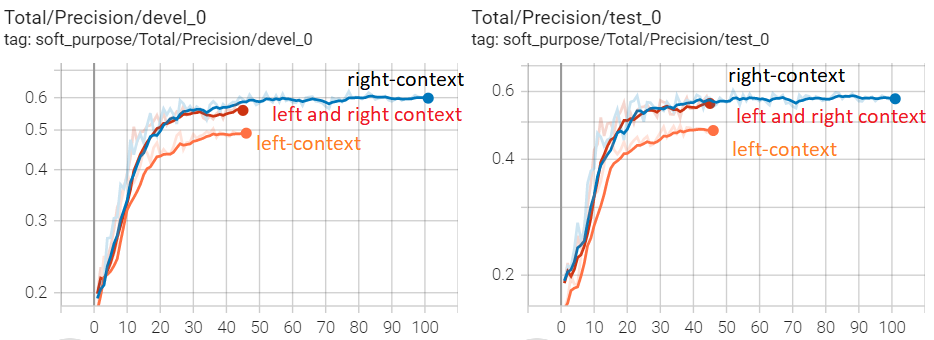 Total/Precision/devel_0
tag: soft_purpose/Total/Precision/devel_0
right-context
0.6
left and right context
0.5
left-context
0.4
0.3
0.2
0 10 20 30 40 50 60 70 80 90 100
Total/Precision/test_0
tag: soft_purpose/Total/Precision/test_0
right-context
0.6
left and right context
left-context
0.4
0.2
0 10 20 30 40 50 60 70 80 90 100